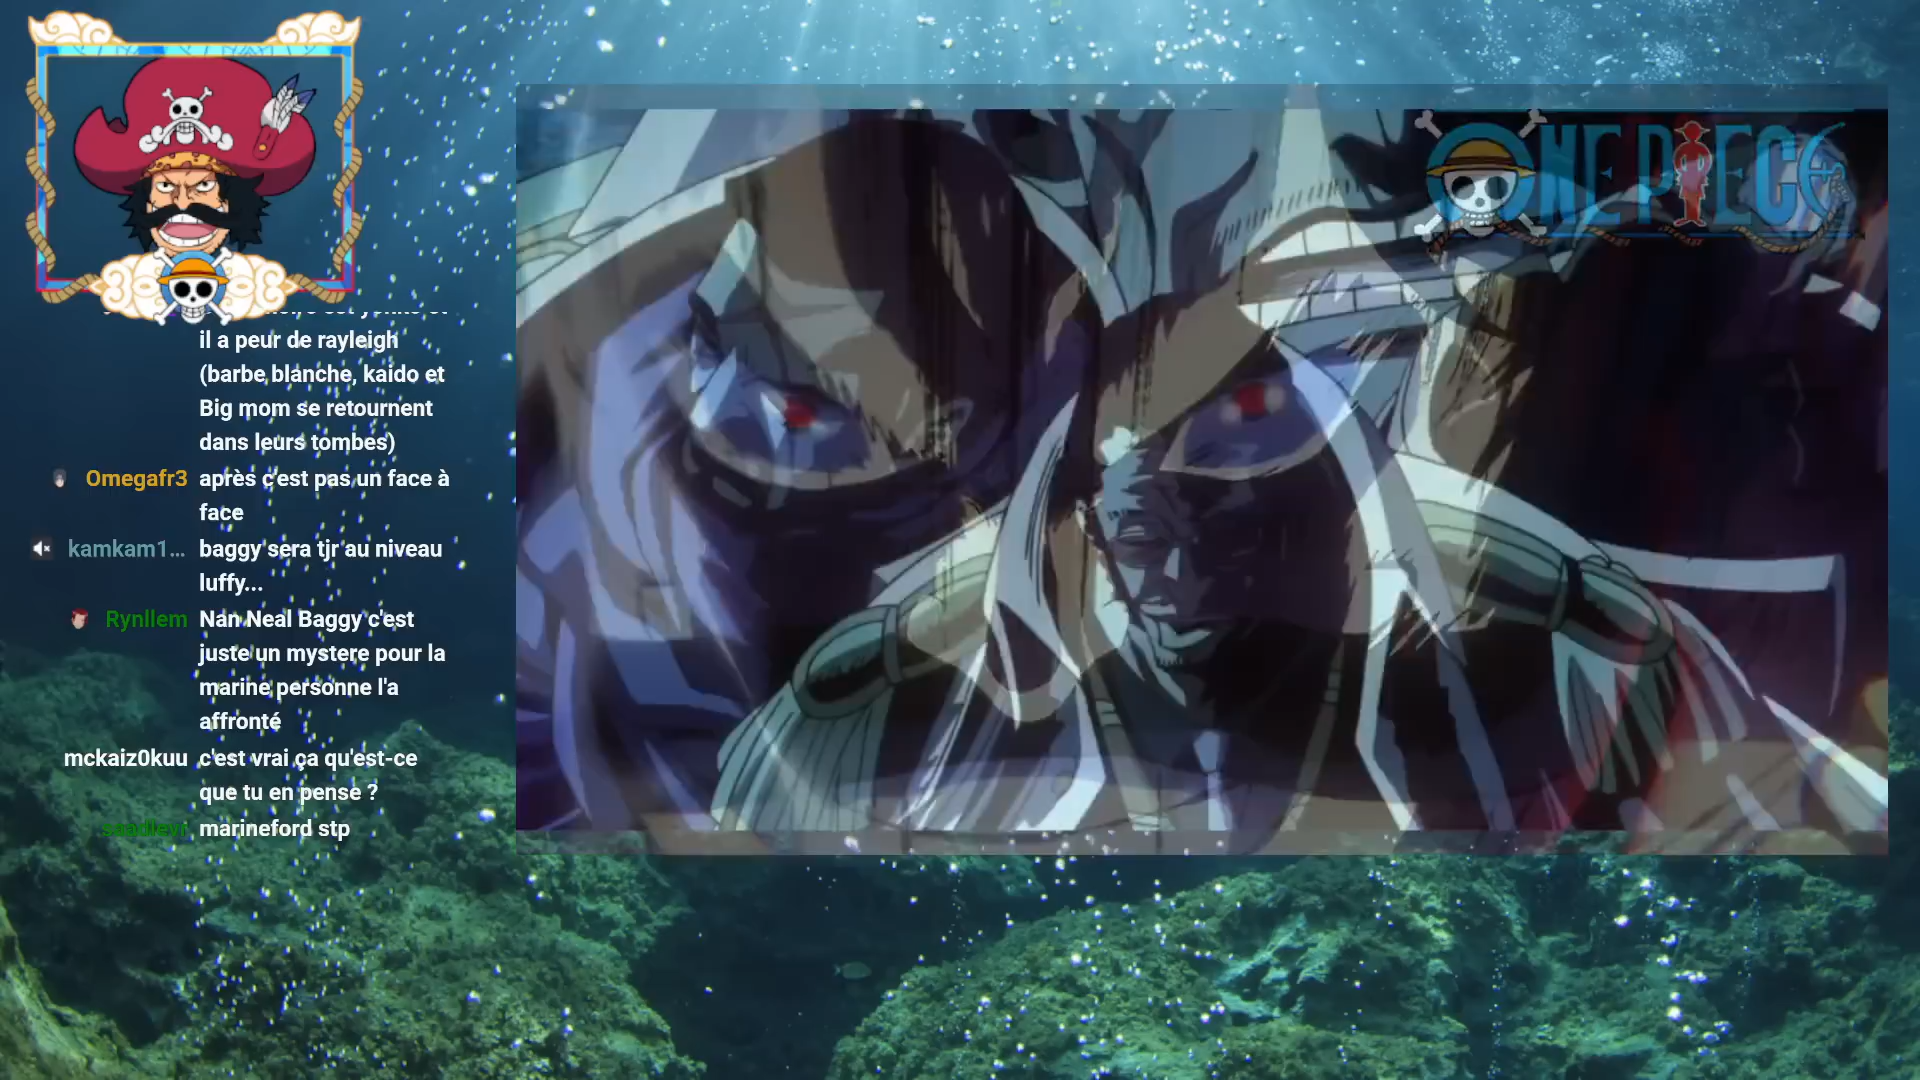 ONE PIECE
il a peur de rayleigh
(barbe blanche, kaido et
Big mom se retournent
dans leurs tombes)
Omegafr3 après c'est pas un face à
face
kamkam1... baggy sera tjr au niveau
luffy...
Rynllem Nan Neal Baggy c'est
juste un mystere pour la
marine personne l'a
affronté
mckaiz0kuu c'est vrai ça qu'est-ce
que tu en pense ?
marineford stp